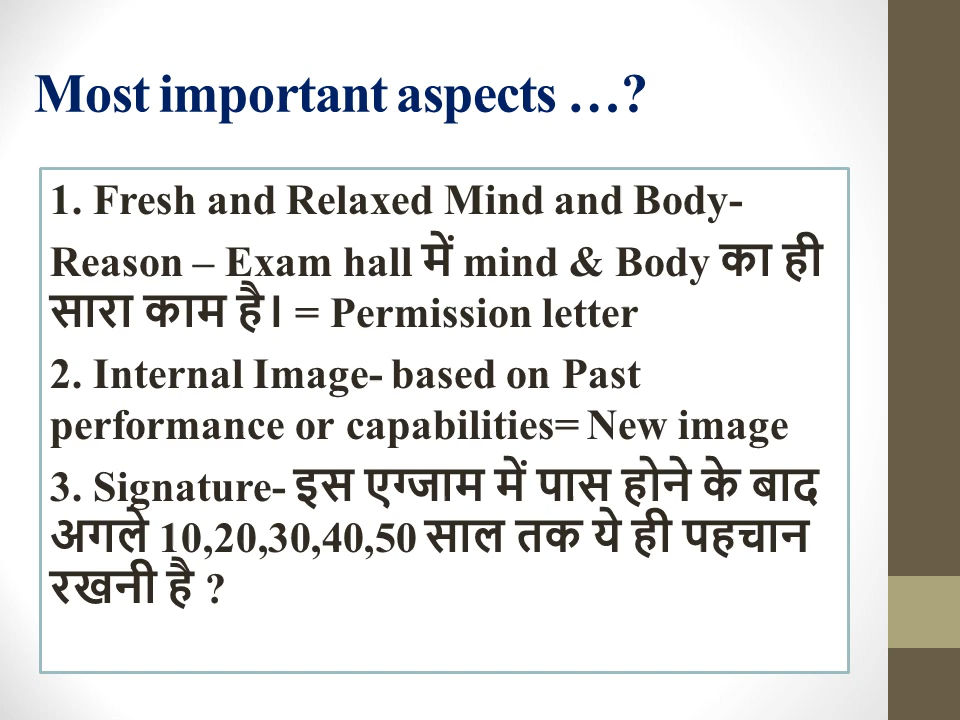 Most important aspects …?
1. Fresh and Relaxed Mind and Body-
Reason – Exam hall में mind & Body का ही
सारा काम है। = Permission letter
2. Internal Image- based on Past
performance or capabilities= New image
3. Signature- इस एग्जाम में पास होने के बाद
अगले 10,20,30,40,50 साल तक ये ही पहचान
रखनी है ?